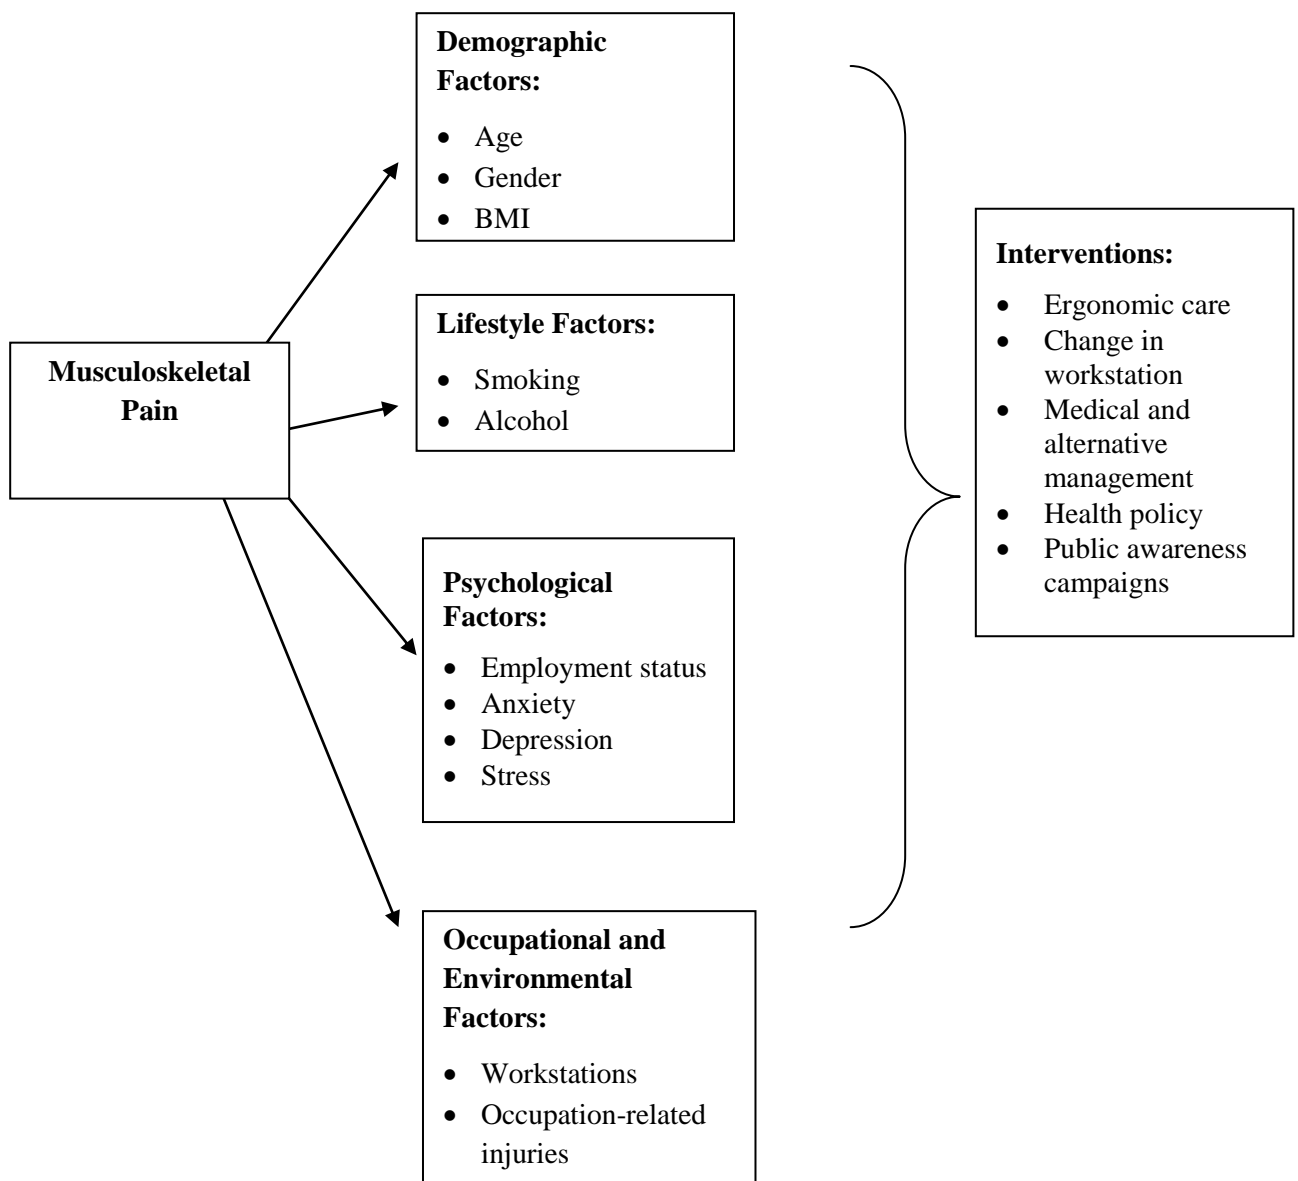 Musculoskeletal
Pain
Demographic
Factors:
• Age
• Gender
• BMI
Lifestyle Factors:
• Smoking
• Alcohol
Psychological
Factors:
• Employment status
• Anxiety
• Depression
• Stress
Occupational and
Environmental
Factors:
• Workstations
• Occupation-related
injuries
Interventions:
• Ergonomic care
• Change in
workstation
• Medical and
alternative
management
• Health policy
• Public awareness
campaigns